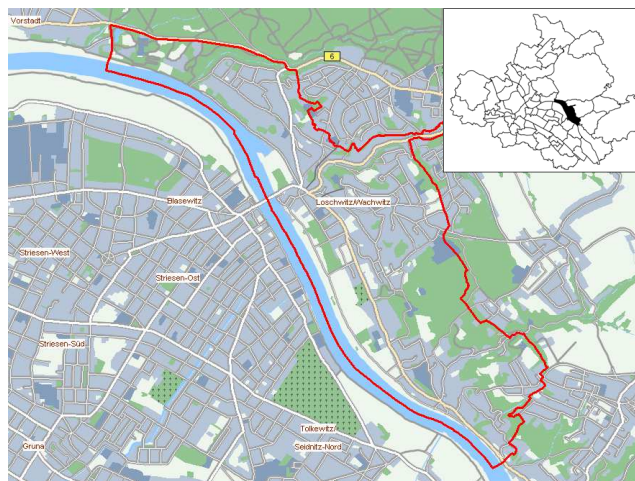 Vorstadt
6
Blasewitz
Loschwitz/Wachwitz
Striesen-West
Striesen-Ost
Striesen-Süd
Tolkewitz/
Seidnitz-Nord
Gruna